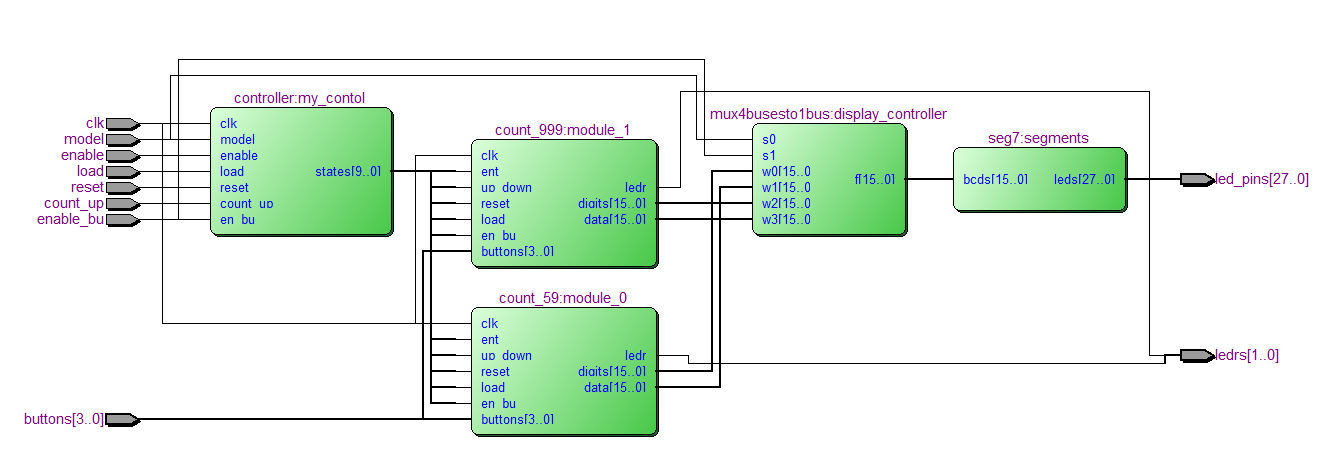 controller:my_contol
clk
model
enable
load
reset
count_up
enable_bu
buttons[3..0]
clk
model
enable
load
reset
count_up
en_bu
states[9..0]
count_999:module_1
clk
ent
up_down
reset
load
en_bu
buttons[3..0]
ledr
digits[15..0]
data[15..0]
count_59:module_0
clk
ent
up_down
reset
load
en_bu
buttons[3..0]
ledr
digits[15..0]
data[15..0]
mux4busesto1bus:display_controller
s0
s1
w0[15..0
w1[15..0
w2[15..0
w3[15..0
f[15..0]
seg7:segments
bcds[15..0]
leds[27..0]
led_pins[27..0]
ledrs[1..0]